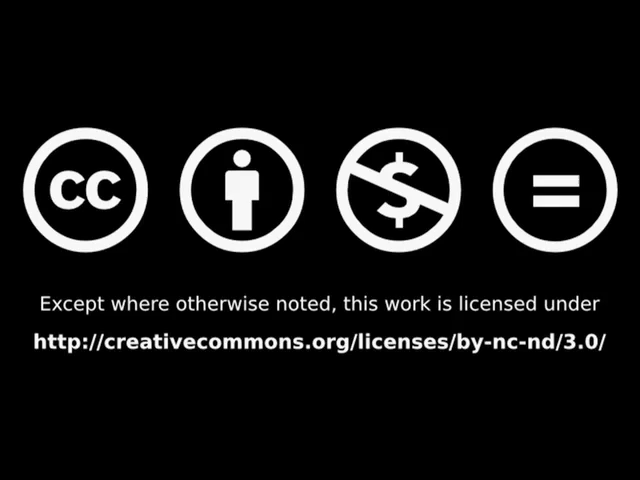 cc
$
=
Except where otherwise noted, this work is licensed under
http://creativecommons.org/licenses/by-nc-nd/3.0/